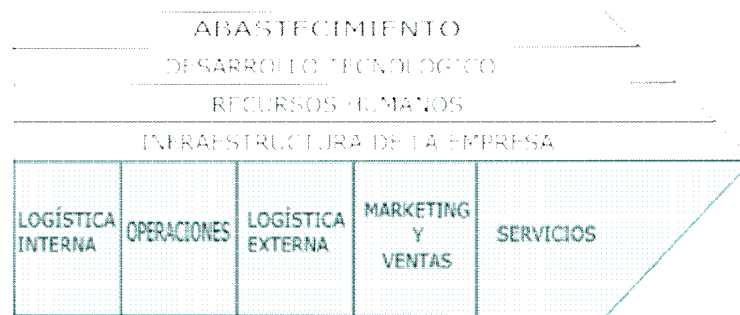 ABASTECIMIENTO
DESARROLLO TECNOLOGICO
RECURSOS HUMANOS
INFRAESTRUCTURA DE LA EMPRESA
LOGÍSTICA
INTERNA
OPERACIONES
LOGÍSTICA
EXTERNA
MARKETING
Y
VENTAS
SERVICIOS